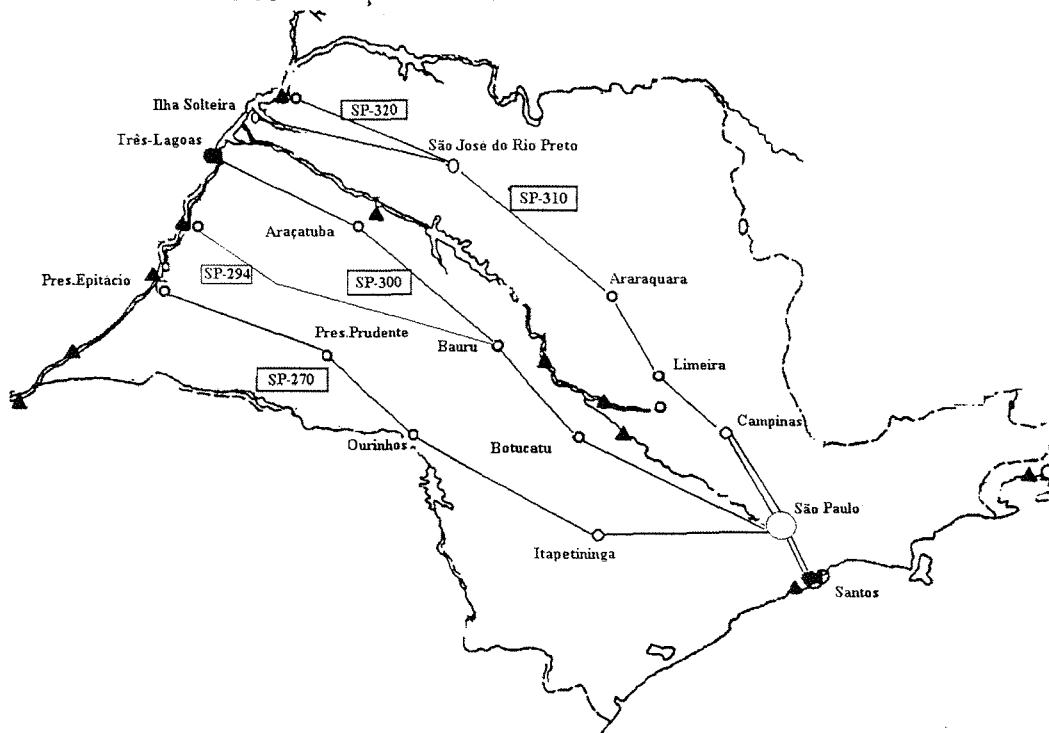 Ilha Solteira
SP-320
Três-Lagoas
São José do Rio Preto
SP-310
Araçatuba
SP-294
SP-300
Pres.Epitácio
Araraquara
Pres.Prudente
Bauru
Limeira
SP-270
Campinas
Ourinhos
Botucatu
São Paulo
Itapetininga
Santos